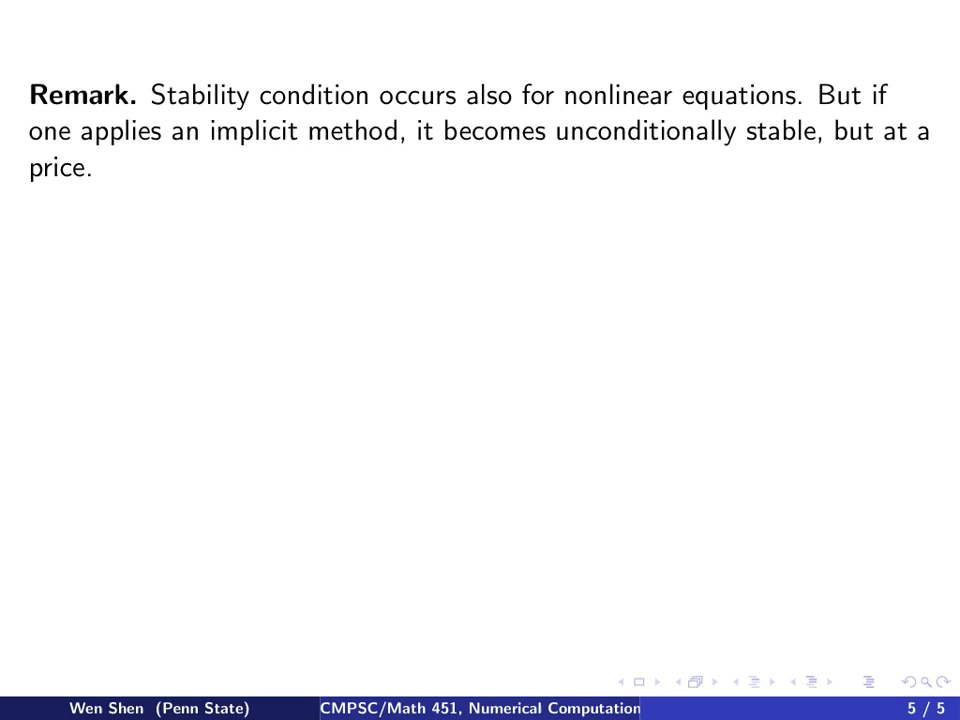 Remark. Stability condition occurs also for nonlinear equations. But if
one applies an implicit method, it becomes unconditionally stable, but at a
price.
Wen Shen (Penn State) CMPSC/Math 451, Numerical Computation 5 / 5